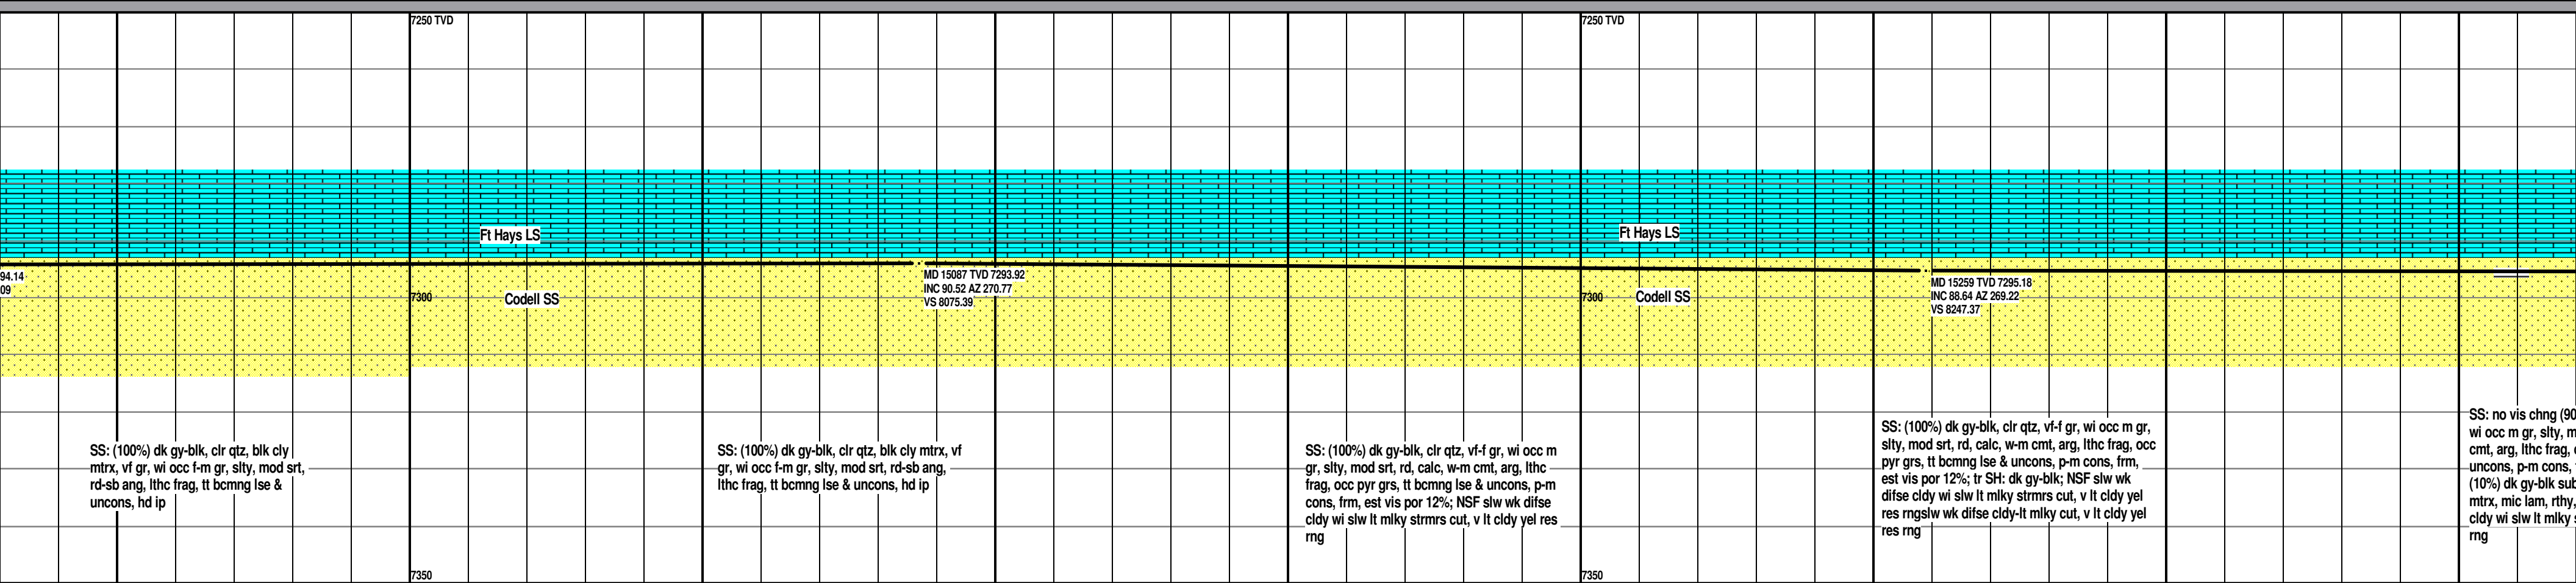 7250 TVD
7250 TVD
Ft Hays LS
Ft Hays LS
94.14
09
7300
Codell SS
MD 15087 TVD 7293.92
INC 90.52 AZ 270.77
VS 8075.39
7300
Codell SS
MD 15259 TVD 7295.18
INC 88.64 AZ 269.22
VS 8247.37
SS: (100%) dk gy-blk, clr qtz, blk cly
mtrx, vf gr, wi occ f-m gr, slty, mod srt,
rd-sb ang, lthc frag, tt bcmng lse &
uncons, hd ip
SS: (100%) dk gy-blk, clr qtz, blk cly mtrx, vf
gr, wi occ f-m gr, slty, mod srt, rd-sb ang,
lthc frag, tt bcmng lse & uncons, hd ip
SS: (100%) dk gy-blk, clr qtz, vf-f gr, wi occ m
gr, slty, mod srt, rd, calc, w-m cmt, arg, lthc
frag, occ pyr grs, tt bcmng lse & uncons, p-m
cons, frm, est vis por 12%; NSF slw wk difse
cldy wi slw lt mlky strmrs cut, v lt cldy yel res
rng
SS: (100%) dk gy-blk, clr qtz, vf-f gr, wi occ m gr,
slty, mod srt, rd, calc, w-m cmt, arg, lthc frag, occ
pyr grs, tt bcmng lse & uncons, p-m cons, frm,
est vis por 12%; tr SH: dk gy-blk; NSF slw wk
difse cldy wi slw lt mlky strmrs cut, v lt cldy yel
res rngslw wk difse cldy-lt mlky cut, v lt cldy yel
res rng
SS: no vis chng (90
wi occ m gr, slty, m
cmt, arg, lthc frag,
uncons, p-m cons,
(10%) dk gy-blk sub
mtrx, mic lam, rthy,
cldy wi slw lt mlky
rng
7350
7350